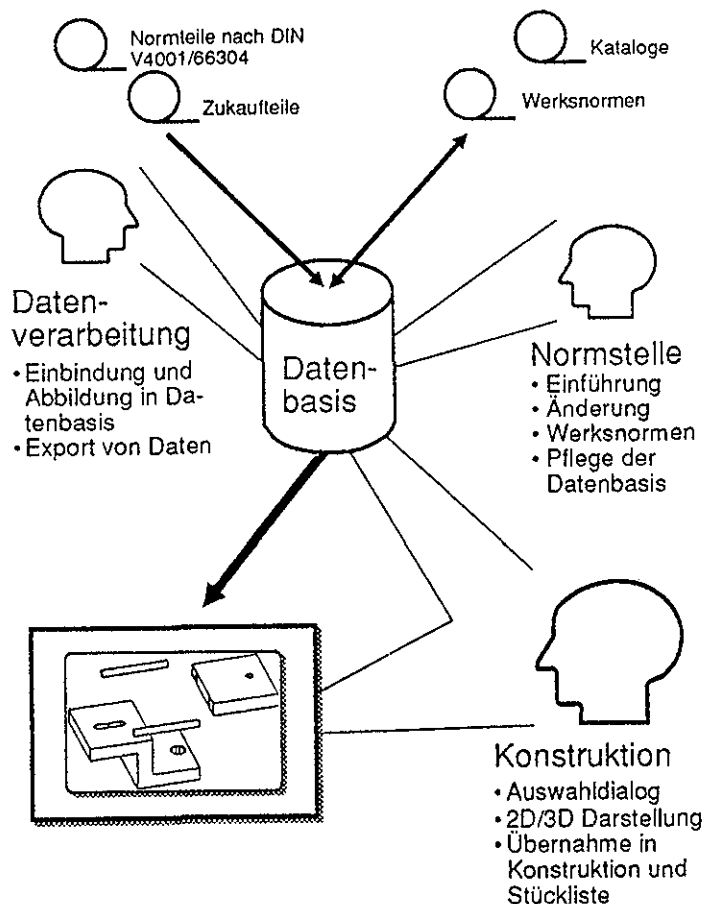 Normteile nach DIN
V4001/66304
Zukaufteile
Kataloge
Werksnormen
Daten-
verarbeitung
• Einbindung und
Abbildung in Da-
tenbasis
• Export von Daten
Daten-
basis
Normstelle
• Einführung
• Änderung
• Werksnormen
• Pflege der
Datenbasis
Konstruktion
• Auswahldialog
• 2D/3D Darstellung
• Übernahme in
Konstruktion und
Stückliste